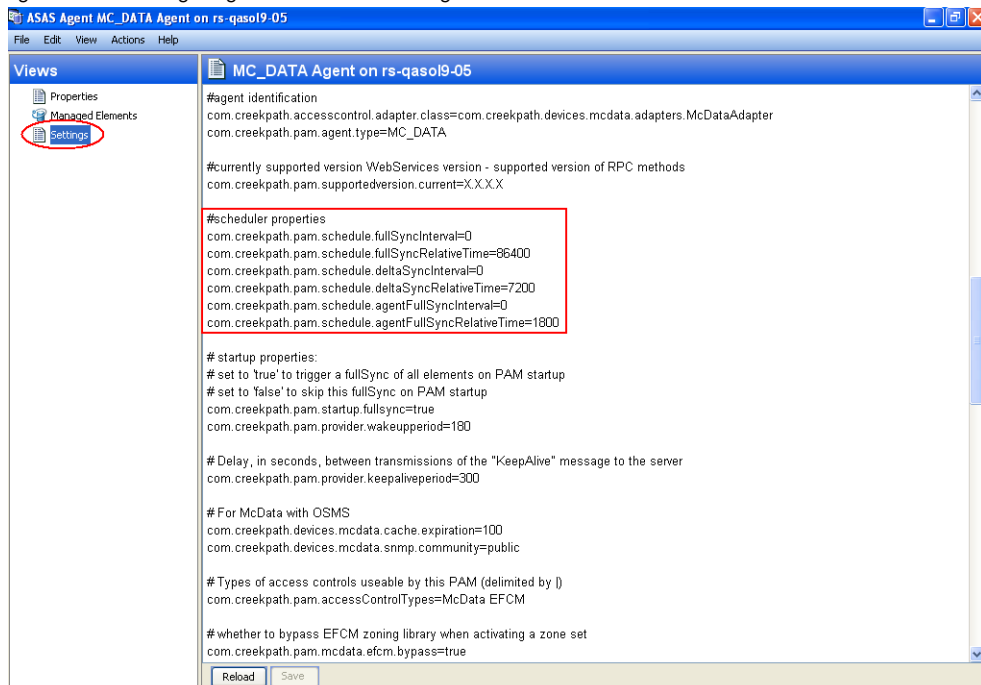 ASAS Agent MC_DATA Agent on rs-qasol9-05
File Edit View Actions Help
Views
Properties
Managed Elements
Settings
MC_DATA Agent on rs-qasol9-05
#agent identification
com.creekpath.accesscontrol.adapter.class=com.creekpath.devices.mcdata.adapters.McDataAdapter
com.creekpath.pam.agent.type=MC_DATA
#currently supported version WebServices version - supported version of RPC methods
com.creekpath.pam.supportedversion.current=X.X.X.X
#scheduler properties
com.creekpath.pam.schedule.fullSyncInterval=0
com.creekpath.pam.schedule.fullSyncRelativeTime=86400
com.creekpath.pam.schedule.deltaSyncInterval=0
com.creekpath.pam.schedule.deltaSyncRelativeTime=7200
com.creekpath.pam.schedule.agentFullSyncInterval=0
com.creekpath.pam.schedule.agentFullSyncRelativeTime=1800
# startup properties:
# set to 'true' to trigger a fullSync of all elements on PAM startup
# set to 'false' to skip this fullSync on PAM startup
com.creekpath.pam.startup.fullsync=true
com.creekpath.pam.provider.wakeupperiod=180
# Delay, in seconds, between transmissions of the "KeepAlive" message to the server
com.creekpath.pam.provider.keepaliveperiod=300
# For McData with OSMS
com.creekpath.devices.mcdata.cache.expiration=100
com.creekpath.devices.mcdata.snmp.community=public
# Types of access controls useable by this PAM (delimited by |)
com.creekpath.pam.accessControlTypes=McData EFCM
# whether to bypass EFCM zoning library when activating a zone set
com.creekpath.pam.mcdata.efcm.bypass=true
Reload Save